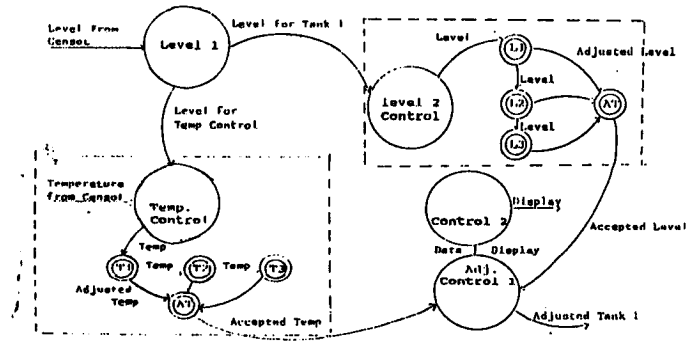 Level from
Censor
Level 1
Level for Tank 1
Level
L1
Adjusted Level
Level 2
Control
Level
L2
AT
Level
L3
Level for
Temp Control
Temperature
from Censor
Temp.
Control
Temp
T1
Temp
T2
Temp
T3
Adjusted
Temp
AT
Accepted Temp
Control 2
Display
Data
Display
Adj.
Control 1
Accepted Level
Adjusted Tank 1